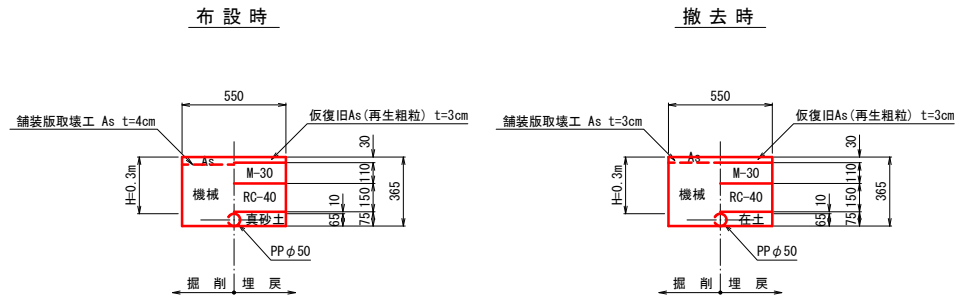 布設時
550
舗装版取壊工 As t=4cm
仮復旧As(再生粗粒) t=3cm
As
30
M-30
110
H=0.3m
機械
RC-40
150
365
10
真砂土
65
75
PPφ50
掘削 埋戻
撤去時
550
舗装版取壊工 As t=3cm
仮復旧As(再生粗粒) t=3cm
As
30
M-30
110
H=0.3m
機械
RC-40
150
365
10
在土
65
75
PPφ50
掘削 埋戻